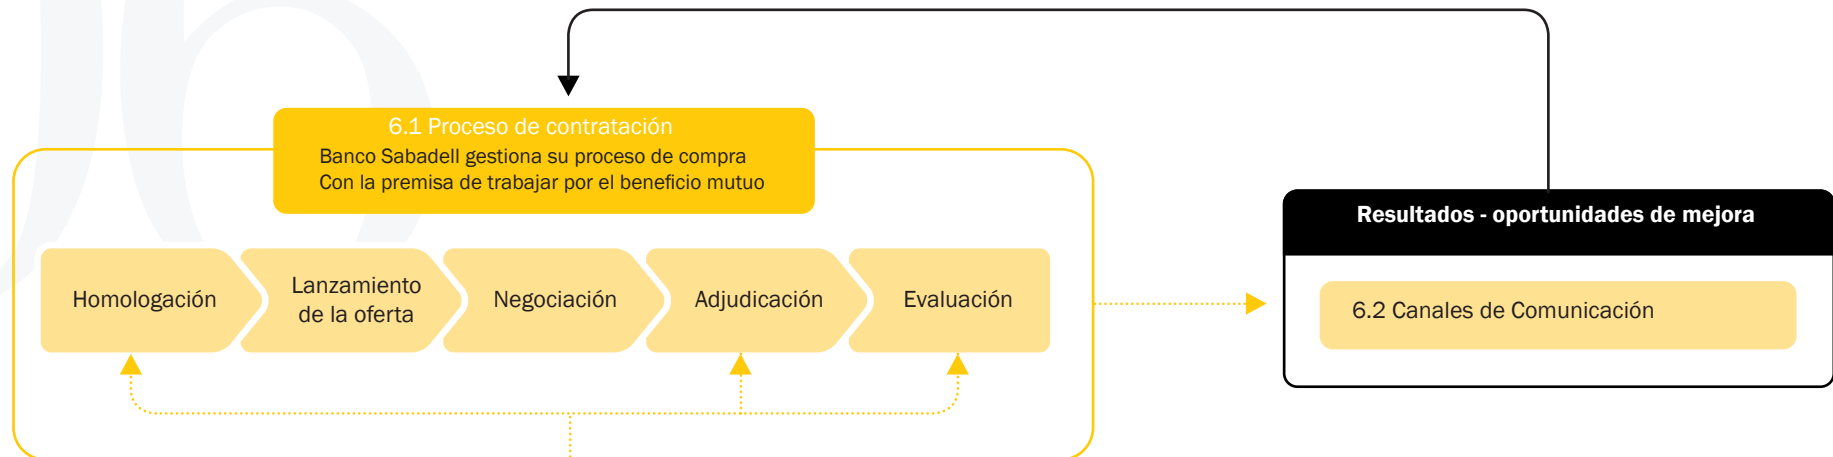 6.1 Proceso de contratación
Banco Sabadell gestiona su proceso de compra
Con la premisa de trabajar por el beneficio mutuo
Resultados - oportunidades de mejora
Homologación
Lanzamiento
de la oferta
Negociación
Adjudicación
Evaluación
6.2 Canales de Comunicación